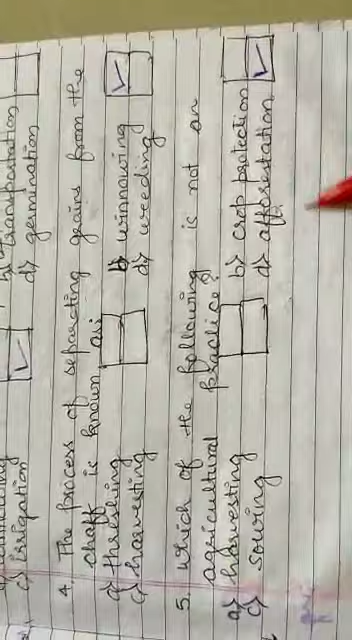 b) transportation
c) irrigation d) germination
4. The process of separating grains from the
chaff is known as:
a) threshing b) winnowing
c) harvesting d) weeding
5. which of the following is not an
agricultural practice?
a) harvesting b) crop protection
c) sowing d) afforestation